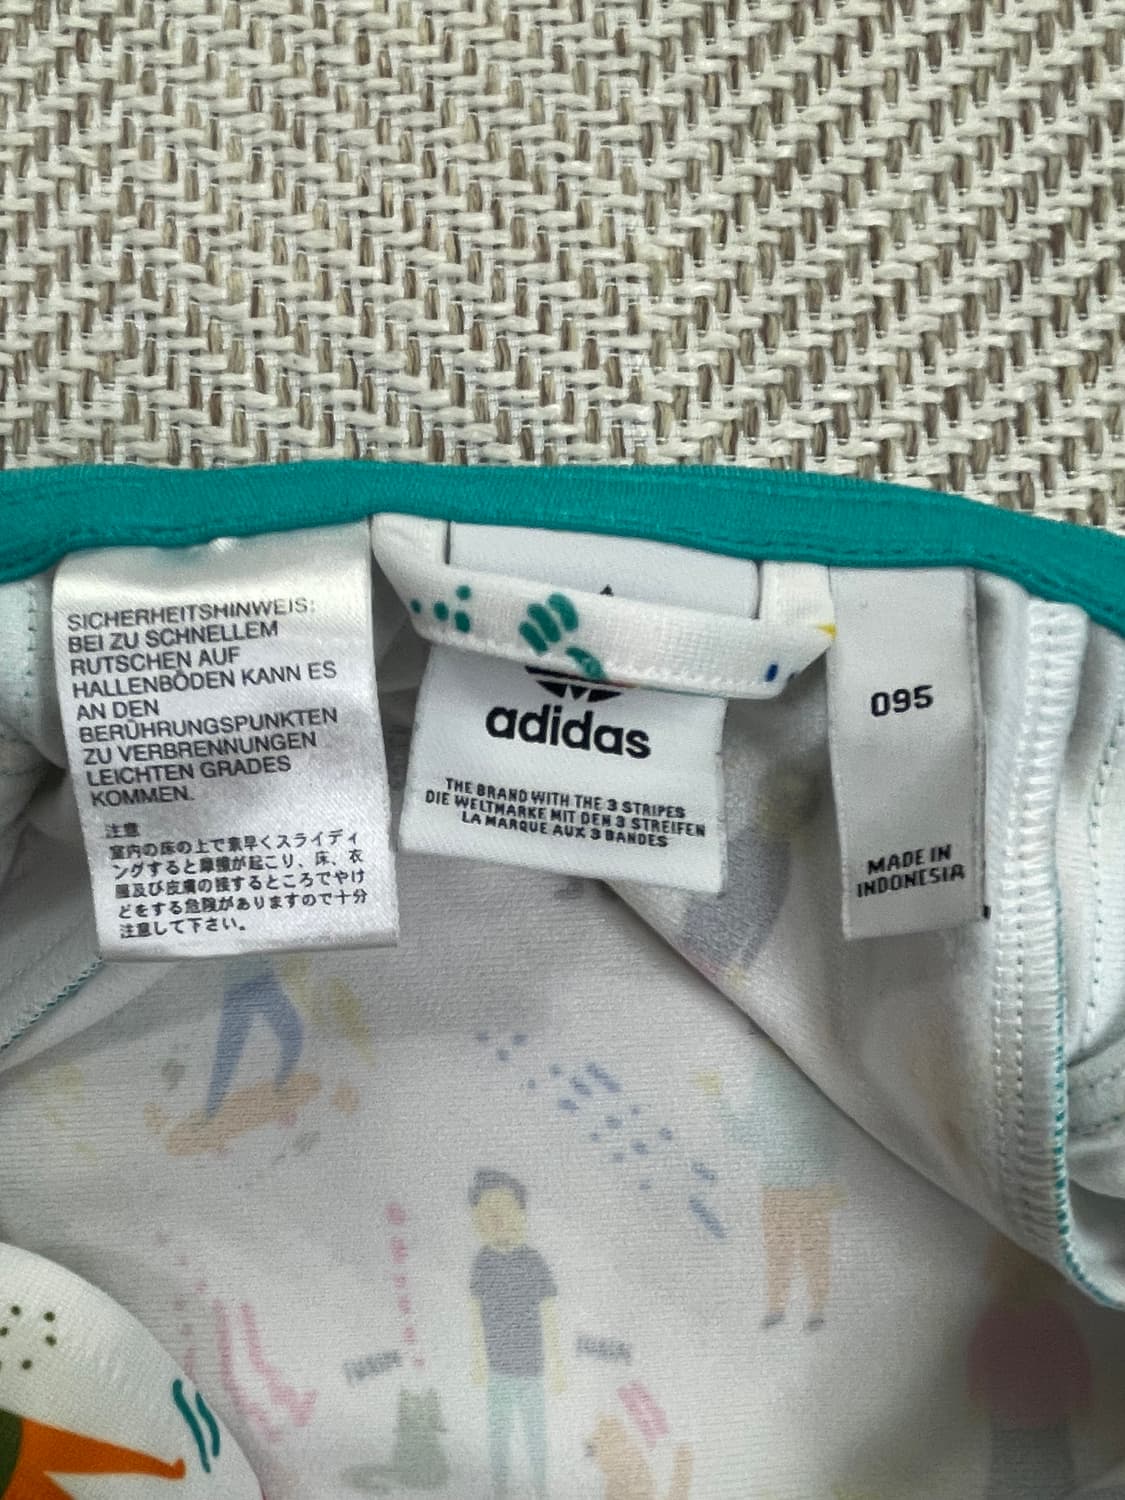 SICHERHEITSHINWEIS:
BEI ZU SCHNELLEM
RUTSCHEN AUF
HALLENBÖDEN KANN ES
AN DEN
BERÜHRUNGSPUNKTEN
ZU VERBRENNUNGEN
LEICHTEN GRADES
KOMMEN.
注意
室内の床の上で素早くスライディ
ングすると摩擦が起こり、床、衣
服及び皮膚の接するところでやけ
どをする危険がありますので十分
注意して下さい。
adidas
THE BRAND WITH THE 3 STRIPES
DIE WELTMARKE MIT DEN 3 STREIFEN
LA MARQUE AUX 3 BANDES
095
MADE IN
INDONESIA